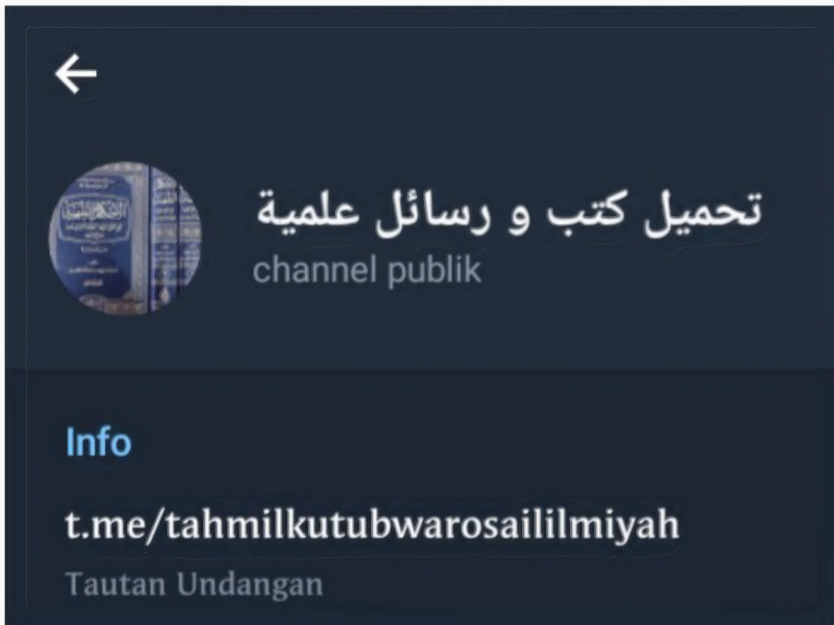 تحميل كتب و رسائل علمية
channel publik
Info
t.me/tahmilkutubwarosaililmiyah
Tautan Undangan